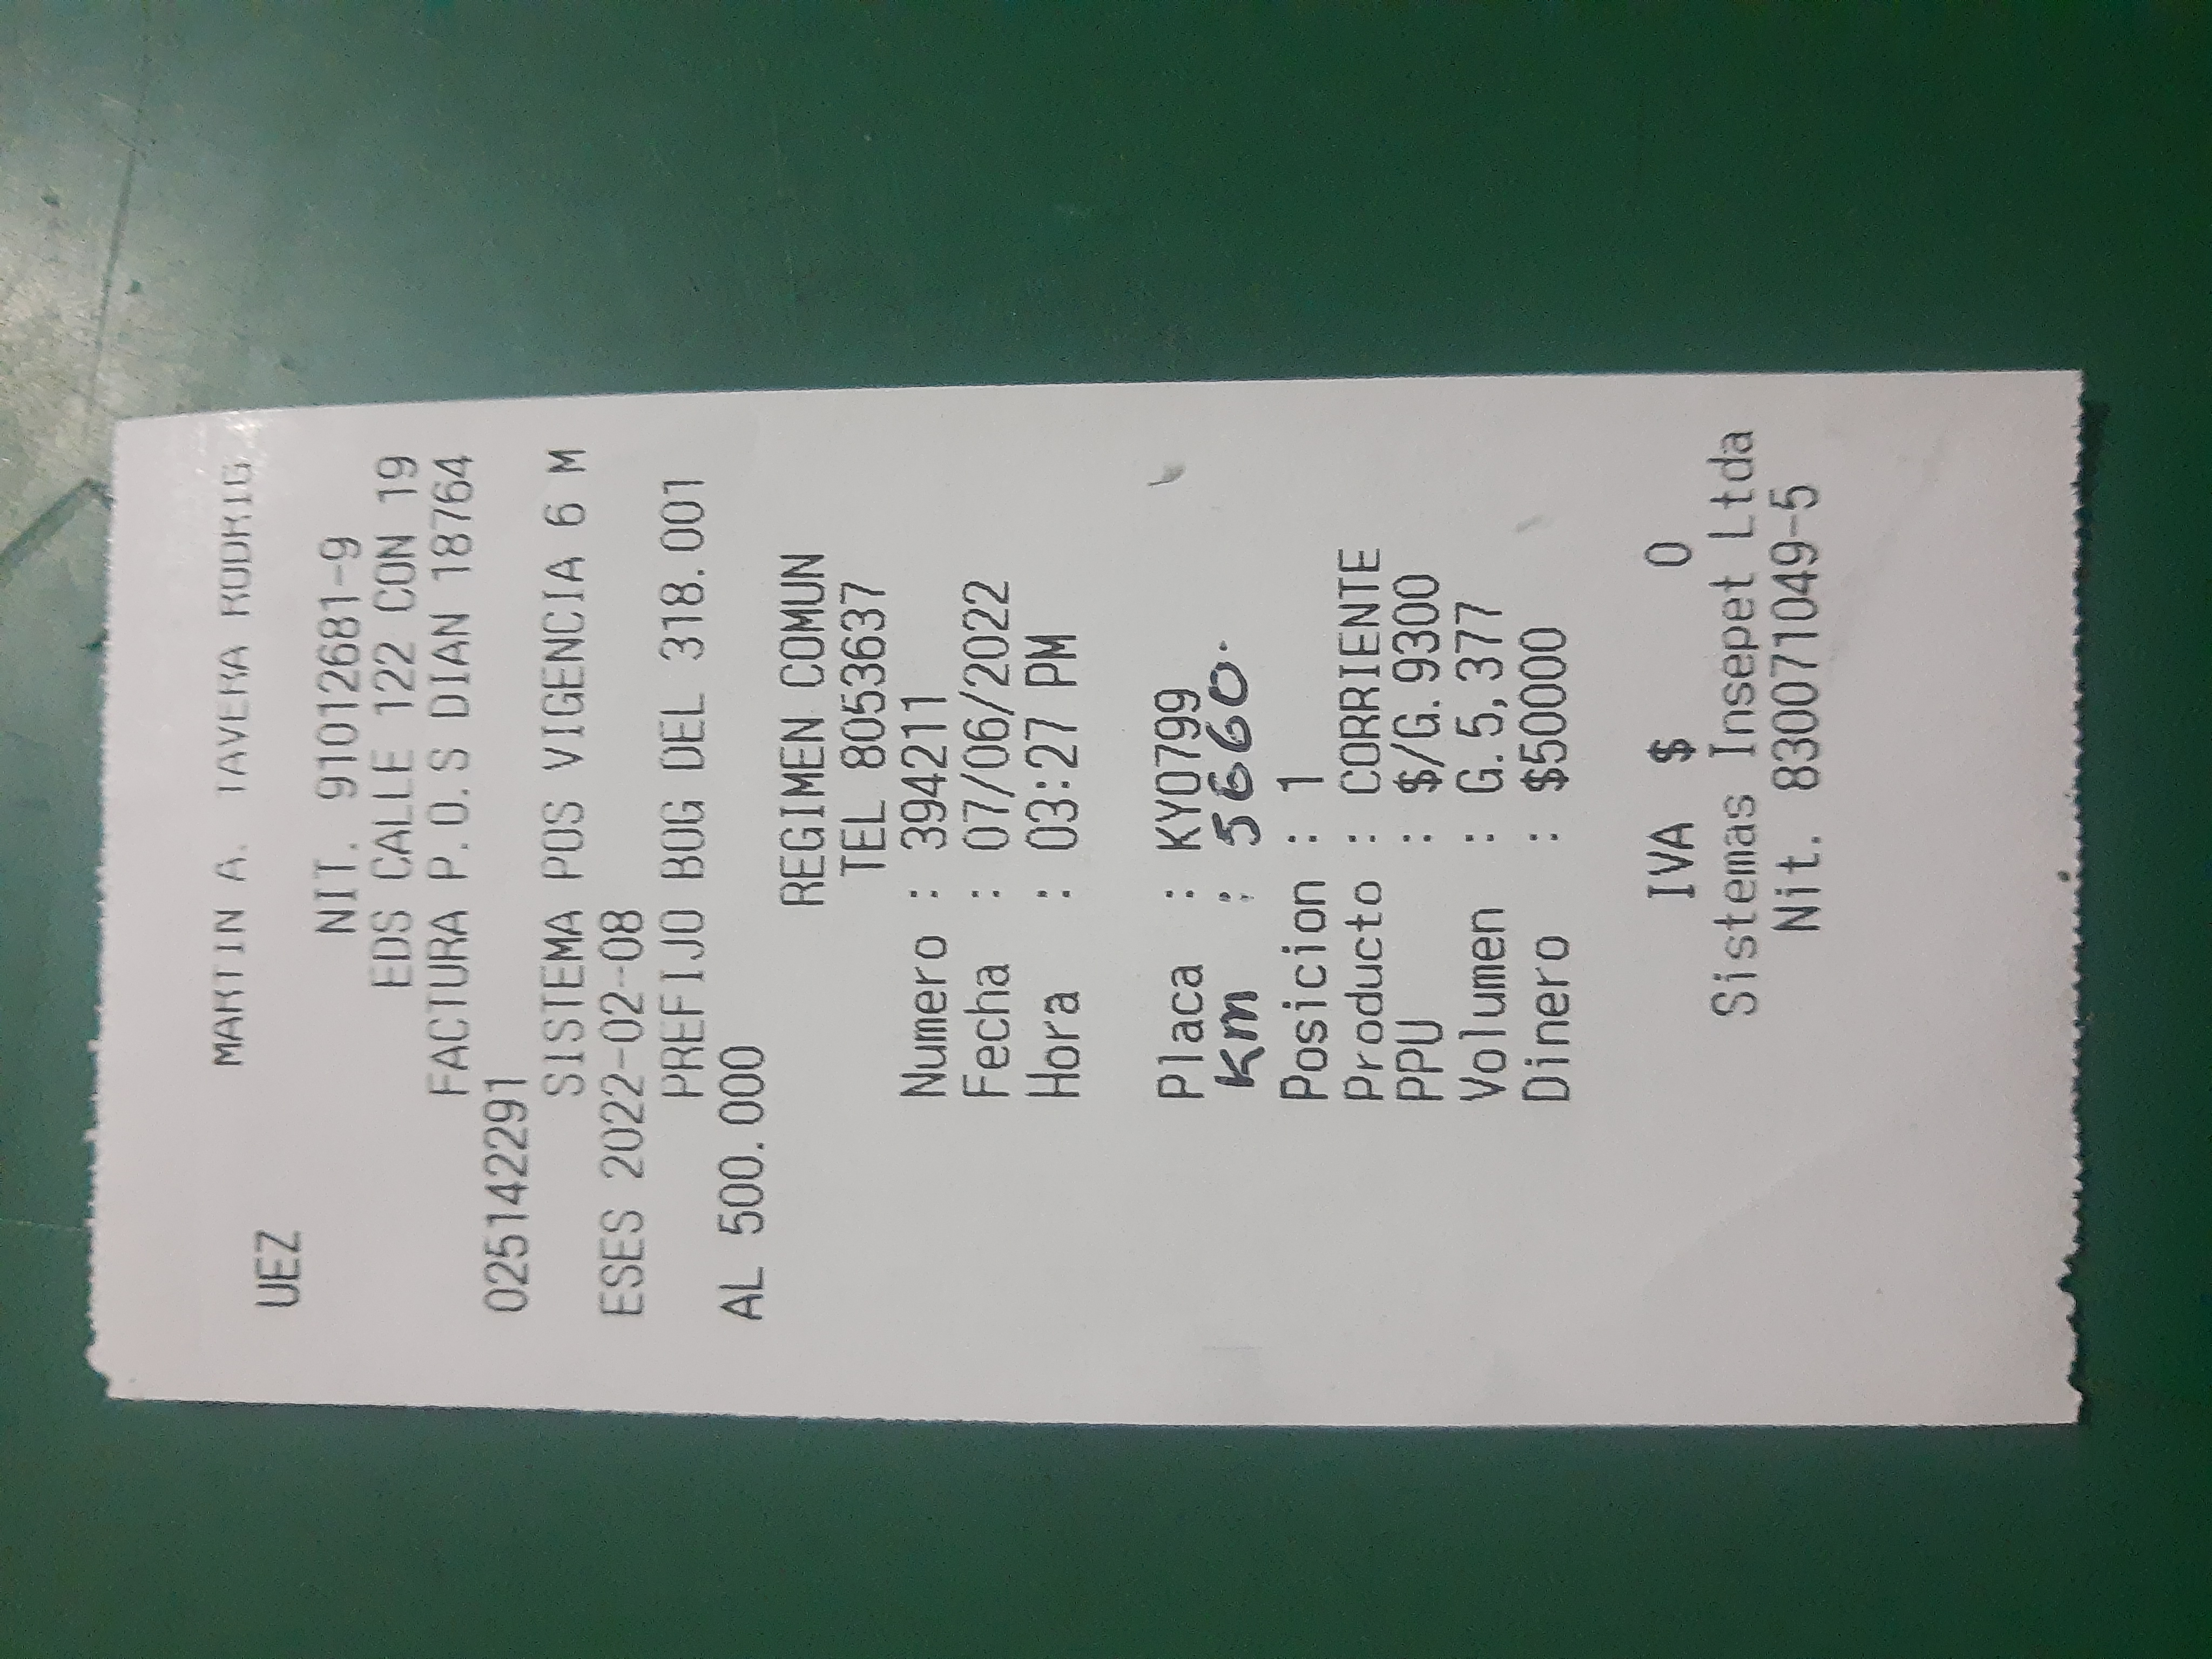 MARTIN A. TAVERA RODRIG
UEZ
NIT. 91012681-9
EDS CALLE 122 CON 19
FACTURA P.O.S DIAN 18764
025142291
SISTEMA POS VIGENCIA 6 M
ESES 2022-02-08
PREFIJO BOG DEL 318.001
AL 500.000
REGIMEN COMUN
TEL 8053637
Numero : 394211
Fecha : 07/06/2022
Hora : 03:27 PM
Placa : KYO799
Km : 5660.
Posicion : 1
Producto : CORRIENTE
PPU : $/G.9300
Volumen : G.5,377
Dinero : $50000
IVA $ 0
Sistemas Insepet Ltda
Nit. 830071049-5